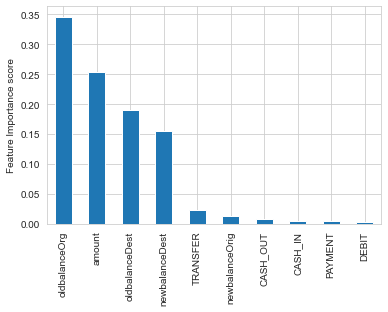 Feature Importance score
0.35
0.30
0.25
0.20
0.15
0.10
0.05
0.00
oldbalanceOrg
amount
oldbalanceDest
newbalanceDest
TRANSFER
newbalanceOrig
CASH_OUT
CASH_IN
PAYMENT
DEBIT